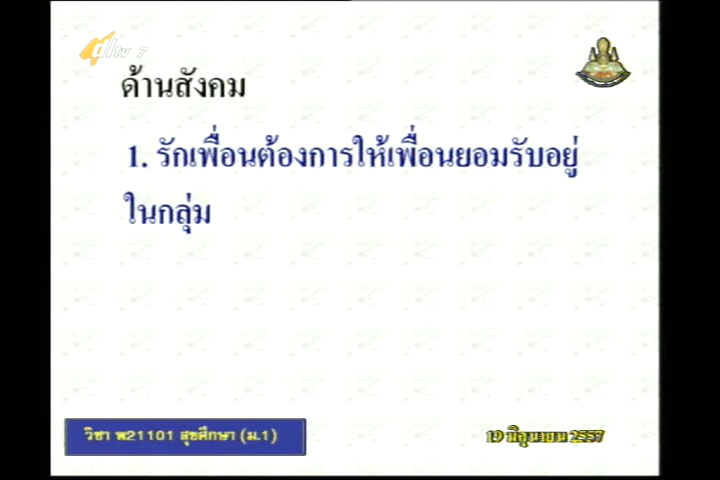 dltv 7
ด้านสังคม
1. รักเพื่อนต้องการให้เพื่อนยอมรับอยู่
ในกลุ่ม
วิชา พ21101 สุขศึกษา (ม.1)
19 มิถุนายน 2557